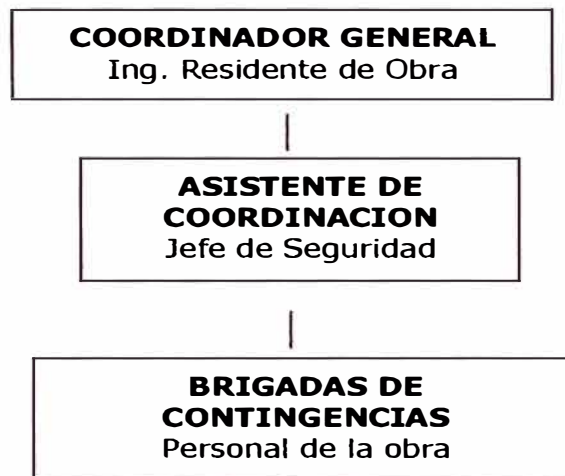 COORDINADOR GENERAL
Ing. Residente de Obra
ASISTENTE DE
COORDINACION
Jefe de Seguridad
BRIGADAS DE
CONTINGENCIAS
Personal de la obra